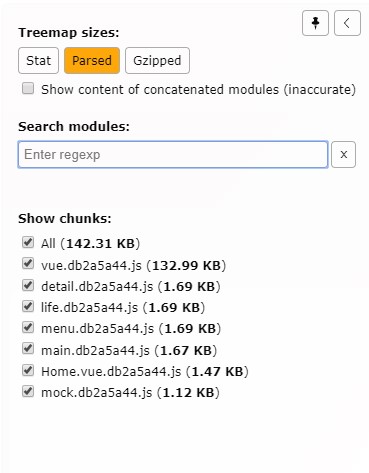 Treemap sizes:
Stat Parsed Gzipped
Show content of concatenated modules (inaccurate)
Search modules:
Enter regexp x
Show chunks:
All (142.31 KB)
vue.db2a5a44.js (132.99 KB)
detail.db2a5a44.js (1.69 KB)
life.db2a5a44.js (1.69 KB)
menu.db2a5a44.js (1.69 KB)
main.db2a5a44.js (1.67 KB)
Home.vue.db2a5a44.js (1.47 KB)
mock.db2a5a44.js (1.12 KB)